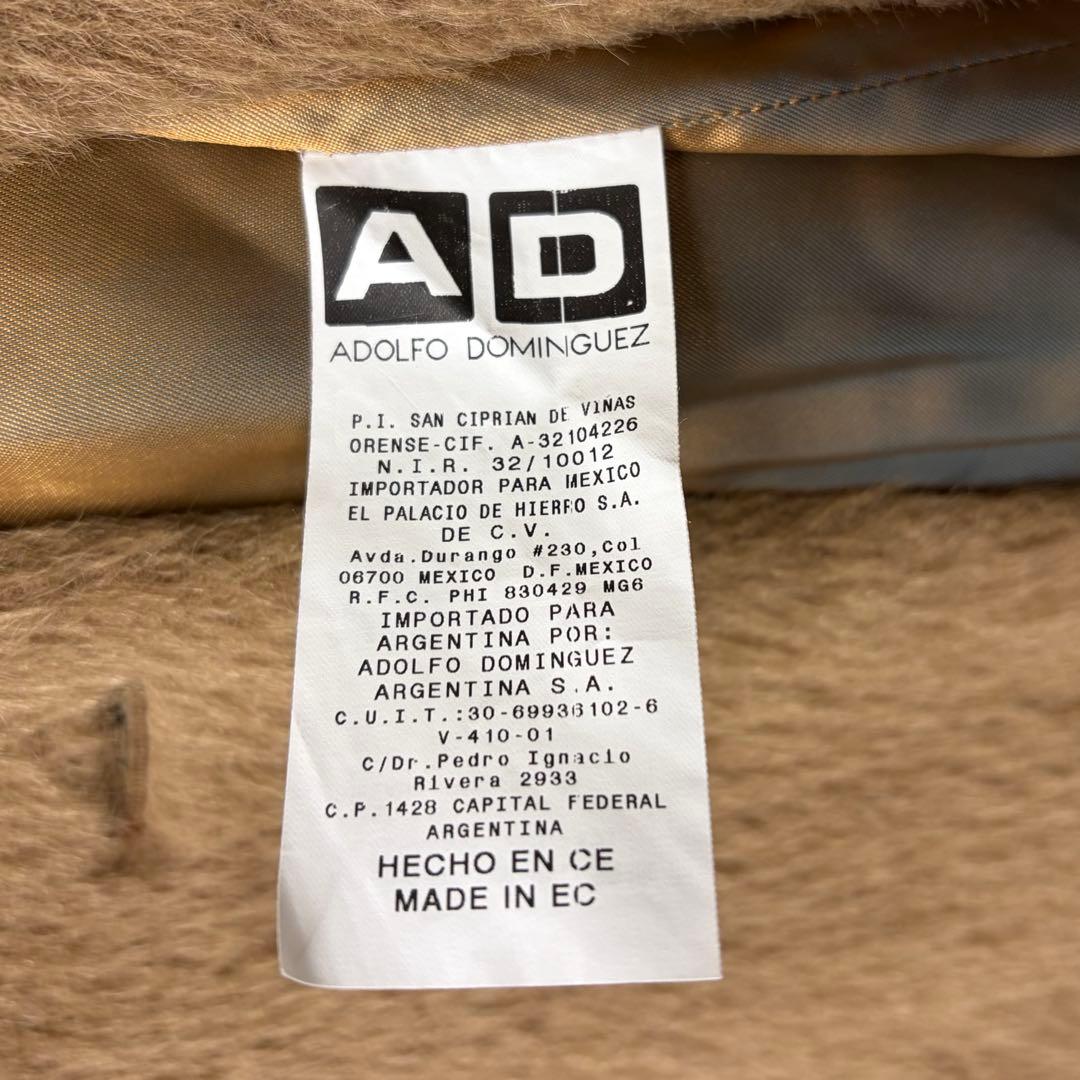 AD
ADOLFO DOMINGUEZ
P.I. SAN CIPRIAN DE VIÑAS
ORENSE-CIF. A-32104226
N.I.R. 32/10012
IMPORTADOR PARA MEXICO
EL PALACIO DE HIERRO S.A.
DE C.V.
Avda.Durango #230,Col
06700 MEXICO D.F.MEXICO
R.F.C. PHI 830429 MG6
IMPORTADO PARA
ARGENTINA POR:
ADOLFO DOMINGUEZ
ARGENTINA S.A.
C.U.I.T.:30-69936102-6
V-410-01
C/Dr.Pedro Ignacio
Rivera 2933
C.P.1428 CAPITAL FEDERAL
ARGENTINA
HECHO EN CE
MADE IN EC